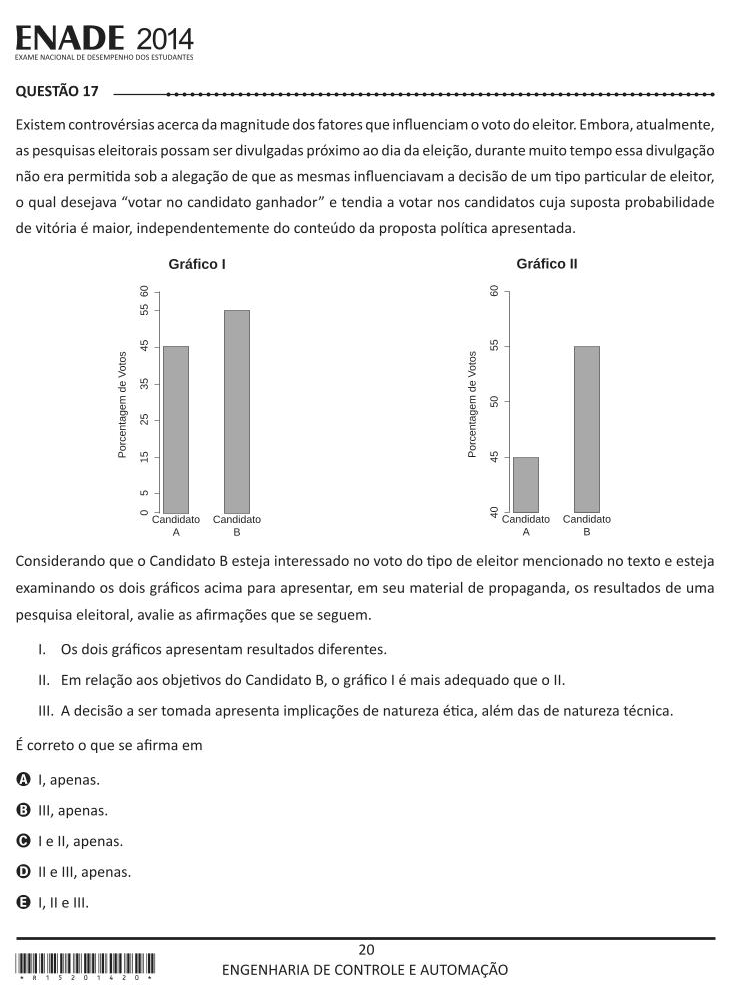 ENADE 2014
EXAME NACIONAL DE DESEMPENHO DOS ESTUDANTES
QUESTÃO 17
Existem controvérsias acerca da magnitude dos fatores que influenciam o voto do eleitor. Embora, atualmente,
as pesquisas eleitorais possam ser divulgadas próximo ao dia da eleição, durante muito tempo essa divulgação
não era permitida sob a alegação de que as mesmas influenciavam a decisão de um tipo particular de eleitor,
o qual desejava “votar no candidato ganhador” e tendia a votar nos candidatos cuja suposta probabilidade
de vitória é maior, independentemente do conteúdo da proposta política apresentada.
Gráfico I
60
55
45
35
25
15
5
0
Porcentagem de Votos
Candidato
A
Candidato
B
Gráfico II
60
55
50
45
40
Porcentagem de Votos
Candidato
A
Candidato
B
Considerando que o Candidato B esteja interessado no voto do tipo de eleitor mencionado no texto e esteja
examinando os dois gráficos acima para apresentar, em seu material de propaganda, os resultados de uma
pesquisa eleitoral, avalie as afirmações que se seguem.
I. Os dois gráficos apresentam resultados diferentes.
II. Em relação aos objetivos do Candidato B, o gráfico I é mais adequado que o II.
III. A decisão a ser tomada apresenta implicações de natureza ética, além das de natureza técnica.
É correto o que se afirma em
A I, apenas.
B III, apenas.
C I e II, apenas.
D II e III, apenas.
E I, II e III.
20
ENGENHARIA DE CONTROLE E AUTOMAÇÃO
*R15201420*